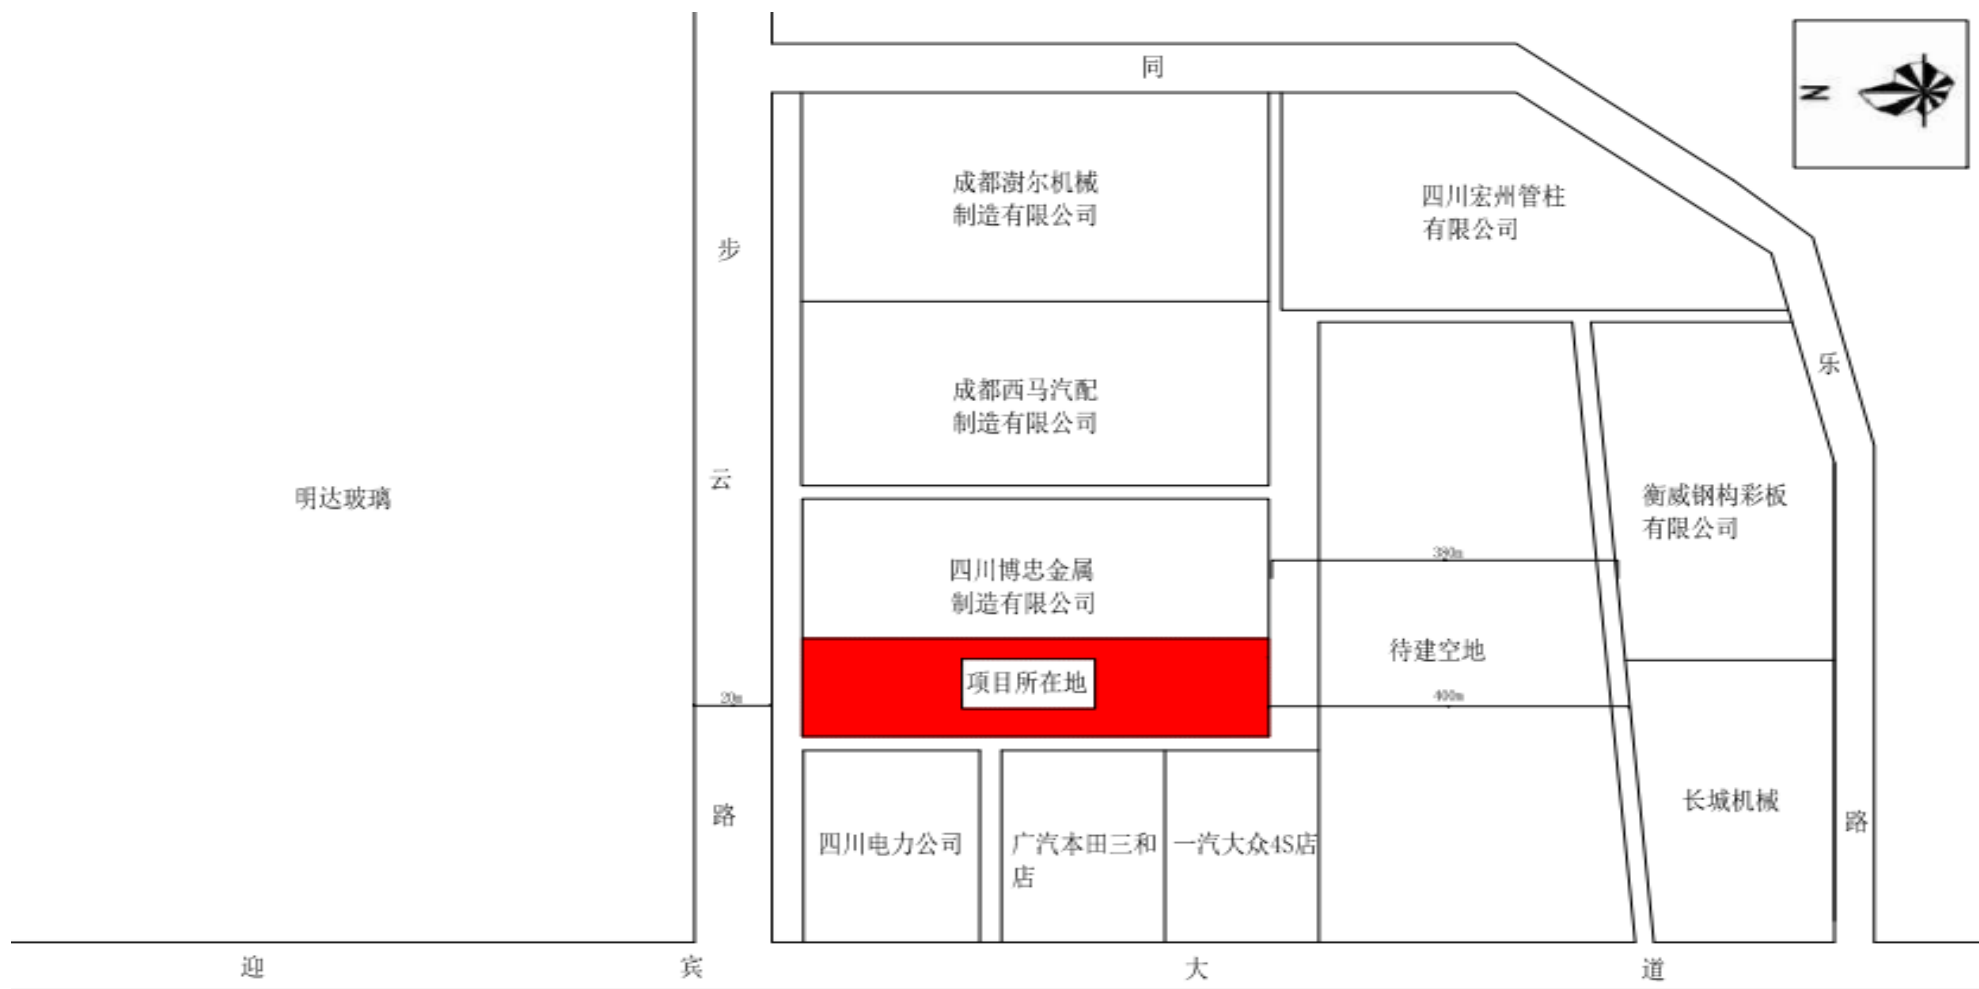 同
N
成都澍尔机械
制造有限公司
四川宏州管柱
有限公司
步
乐
成都西马汽配
制造有限公司
云
明达玻璃
衡威钢构彩板
有限公司
380m
四川博忠金属
制造有限公司
待建空地
项目所在地
20m
400m
长城机械
路
路
四川电力公司
广汽本田三和
店
一汽大众4S店
迎
宾
大
道